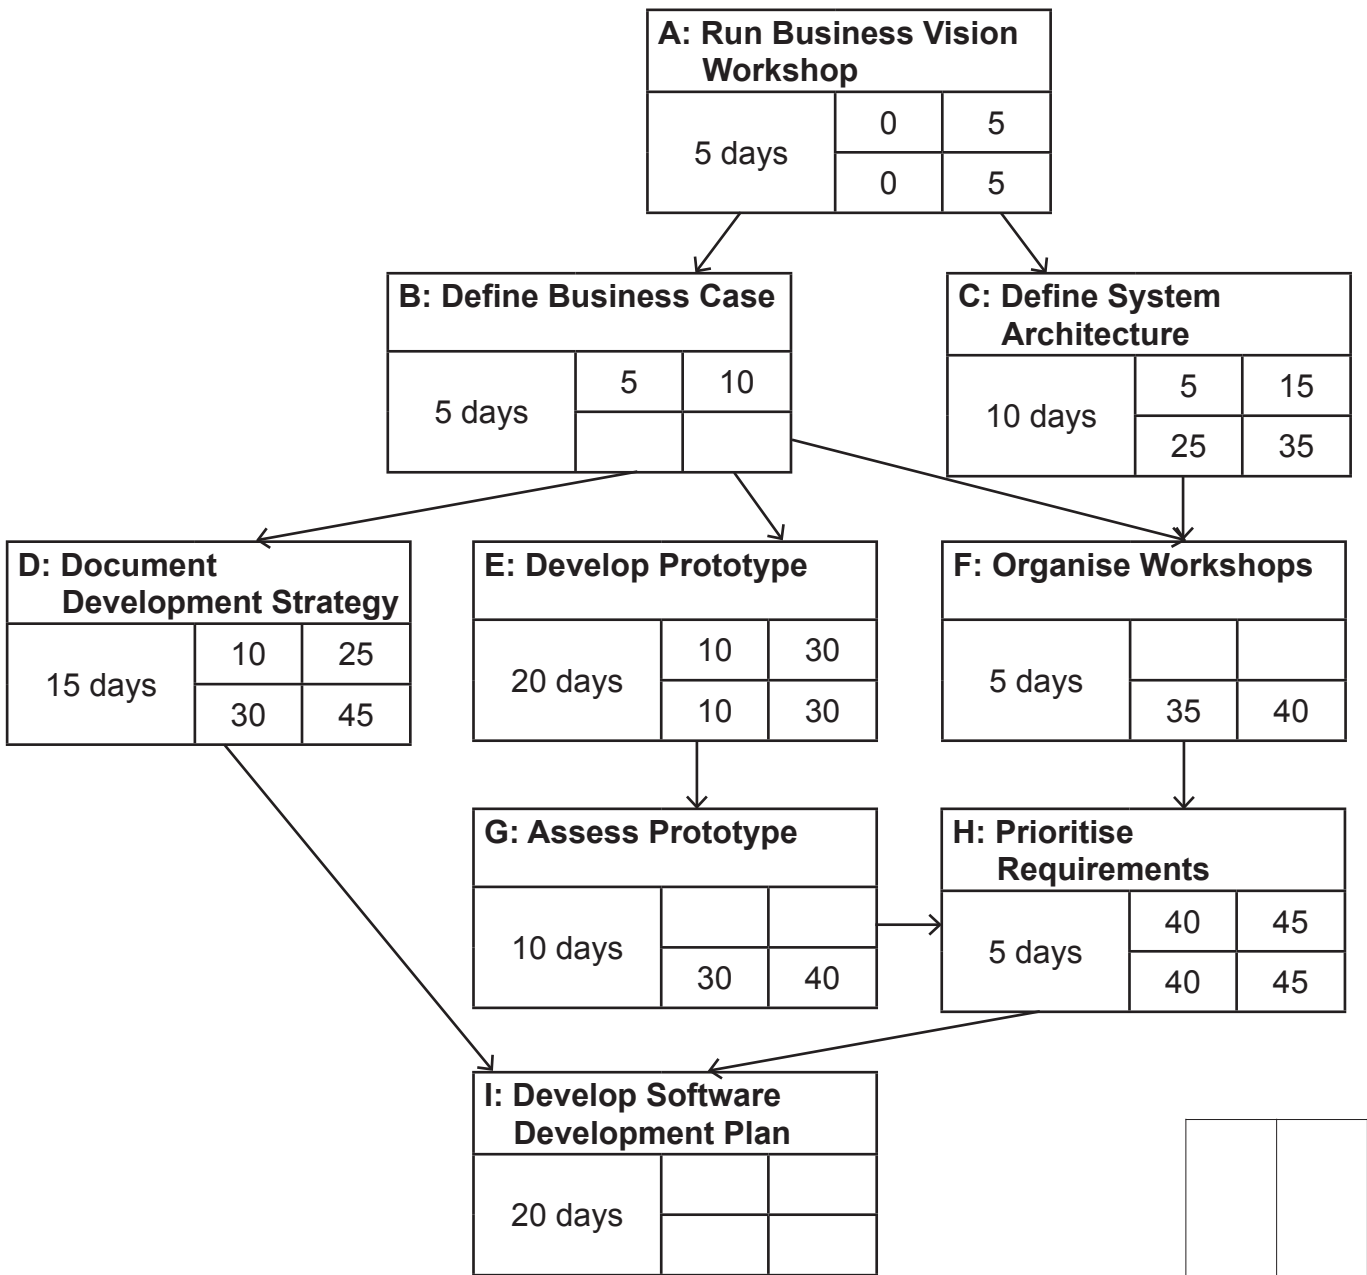 A: Run Business Vision
Workshop
5 days
0 5
0 5
B: Define Business Case
5 days
5 10
C: Define System
Architecture
10 days
5 15
25 35
D: Document
Development Strategy
15 days
10 25
30 45
E: Develop Prototype
20 days
10 30
10 30
F: Organise Workshops
5 days
35 40
G: Assess Prototype
10 days
30 40
H: Prioritise
Requirements
5 days
40 45
40 45
I: Develop Software
Development Plan
20 days